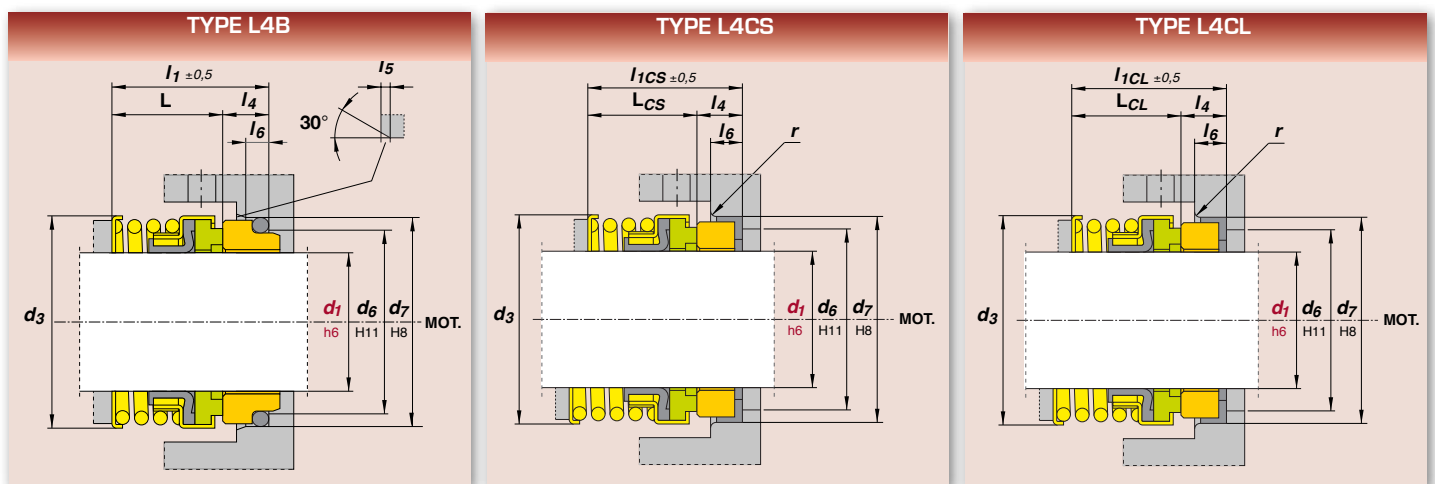 TYPE L4B
l1 ±0,5
l5
L
l4
30°
l6
d3
d1
h6
d6
H11
d7
H8
MOT.
TYPE L4CS
l1CS ±0,5
LCS
l4
l6
r
d3
d1
h6
d6
H11
d7
H8
MOT.
TYPE L4CL
l1CL ±0,5
LCL
l4
l6
r
d3
d1
h6
d6
H11
d7
H8
MOT.